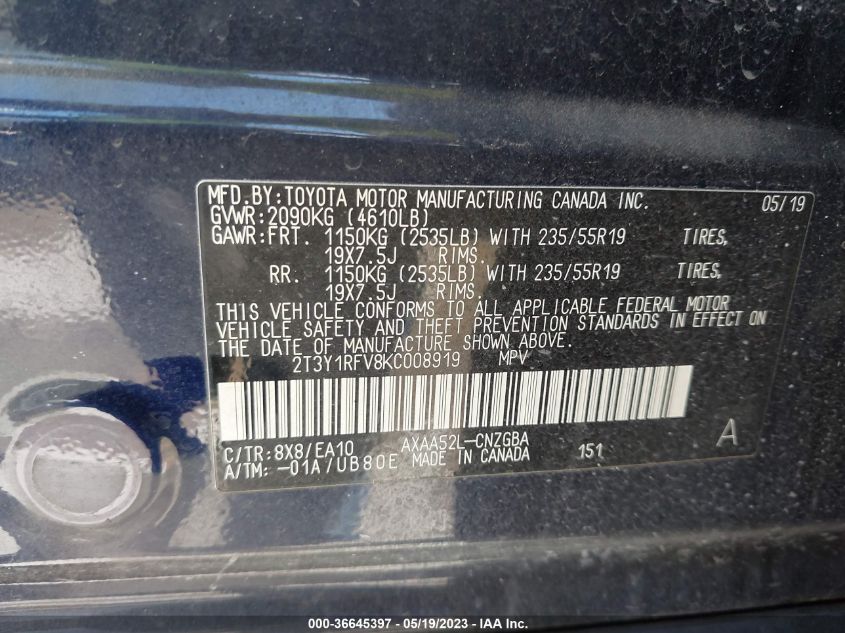 MFD.BY:TOYOTA MOTOR MANUFACTURING CANADA INC. 05/19
GVWR:2090KG (4610LB)
GAWR:FRT. 1150KG (2535LB) WITH 235/55R19 TIRES,
19X7.5J RIMS.
RR. 1150KG (2535LB) WITH 235/55R19 TIRES,
19X7.5J RIMS.
THIS VEHICLE CONFORMS TO ALL APPLICABLE FEDERAL MOTOR
VEHICLE SAFETY AND THEFT PREVENTION STANDARDS IN EFFECT ON
THE DATE OF MANUFACTURE SHOWN ABOVE.
2T3Y1RFV8KC008919 MPV
C/TR:8X8/EA10 AXAA52L-CNZGBA A
A/TM:-01A/UB80E MADE IN CANADA 151
000-36645397 - 05/19/2023 - IAA Inc.